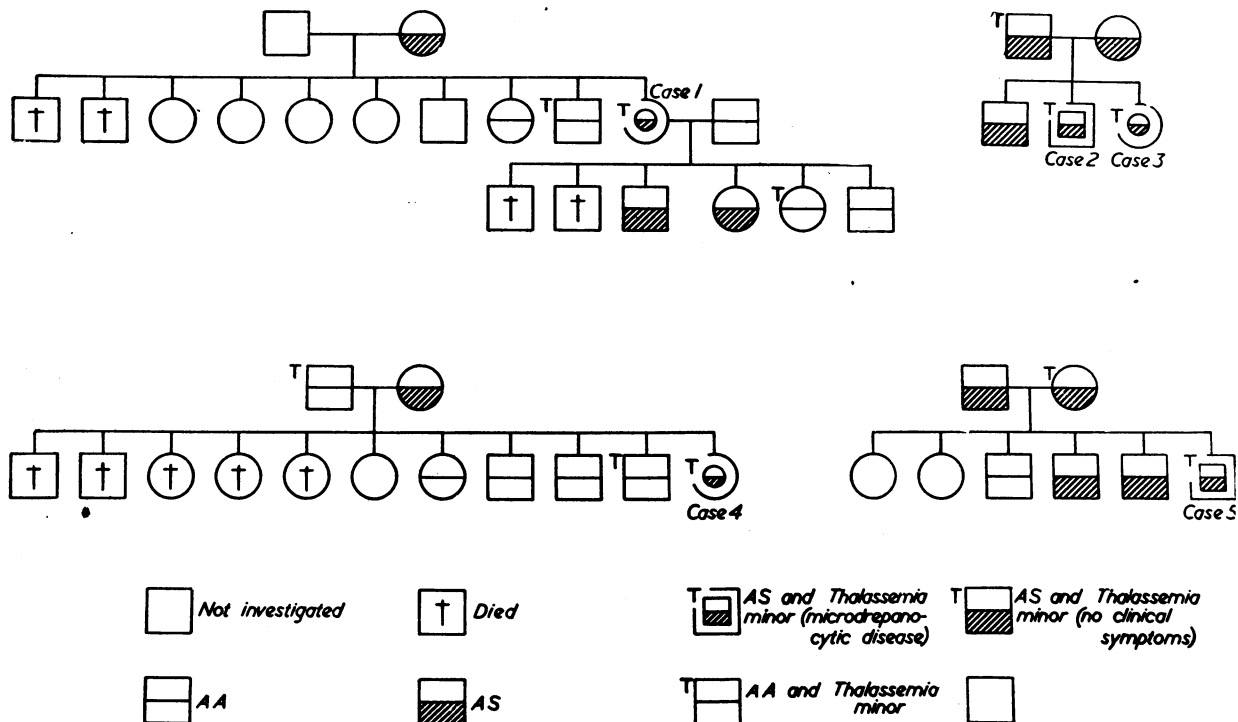 Case 1
T
T
T
T
T
T
Case 2
Case 3
T
T
T
T
T
T
Case 4
Case 5
Not investigated
Died
T
AS and Thalassemia
minor (microdrepano-
cytic disease)
T
AS and Thalassemia
minor (no clinical
symptoms)
AA
AS
T
AA and Thalassemia
minor